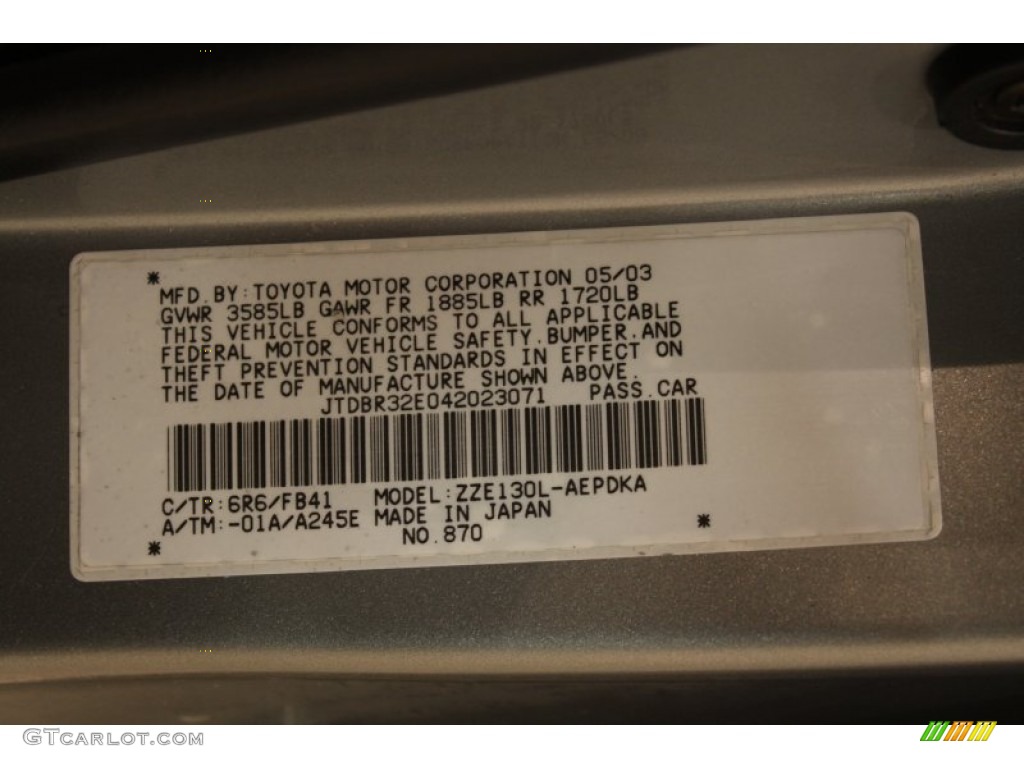 MFD.BY:TOYOTA MOTOR CORPORATION 05/03
GVWR 3585LB GAWR FR 1885LB RR 1720LB
THIS VEHICLE CONFORMS TO ALL APPLICABLE
FEDERAL MOTOR VEHICLE SAFETY.BUMPER.AND
THEFT PREVENTION STANDARDS IN EFFECT ON
THE DATE OF MANUFACTURE SHOWN ABOVE.
JTDBR32E042023071 PASS.CAR
C/TR:6R6/FB41 MODEL:ZZE130L-AEPDKA
A/TM:-01A/A245E MADE IN JAPAN
NO.870
GTCARLOT.COM